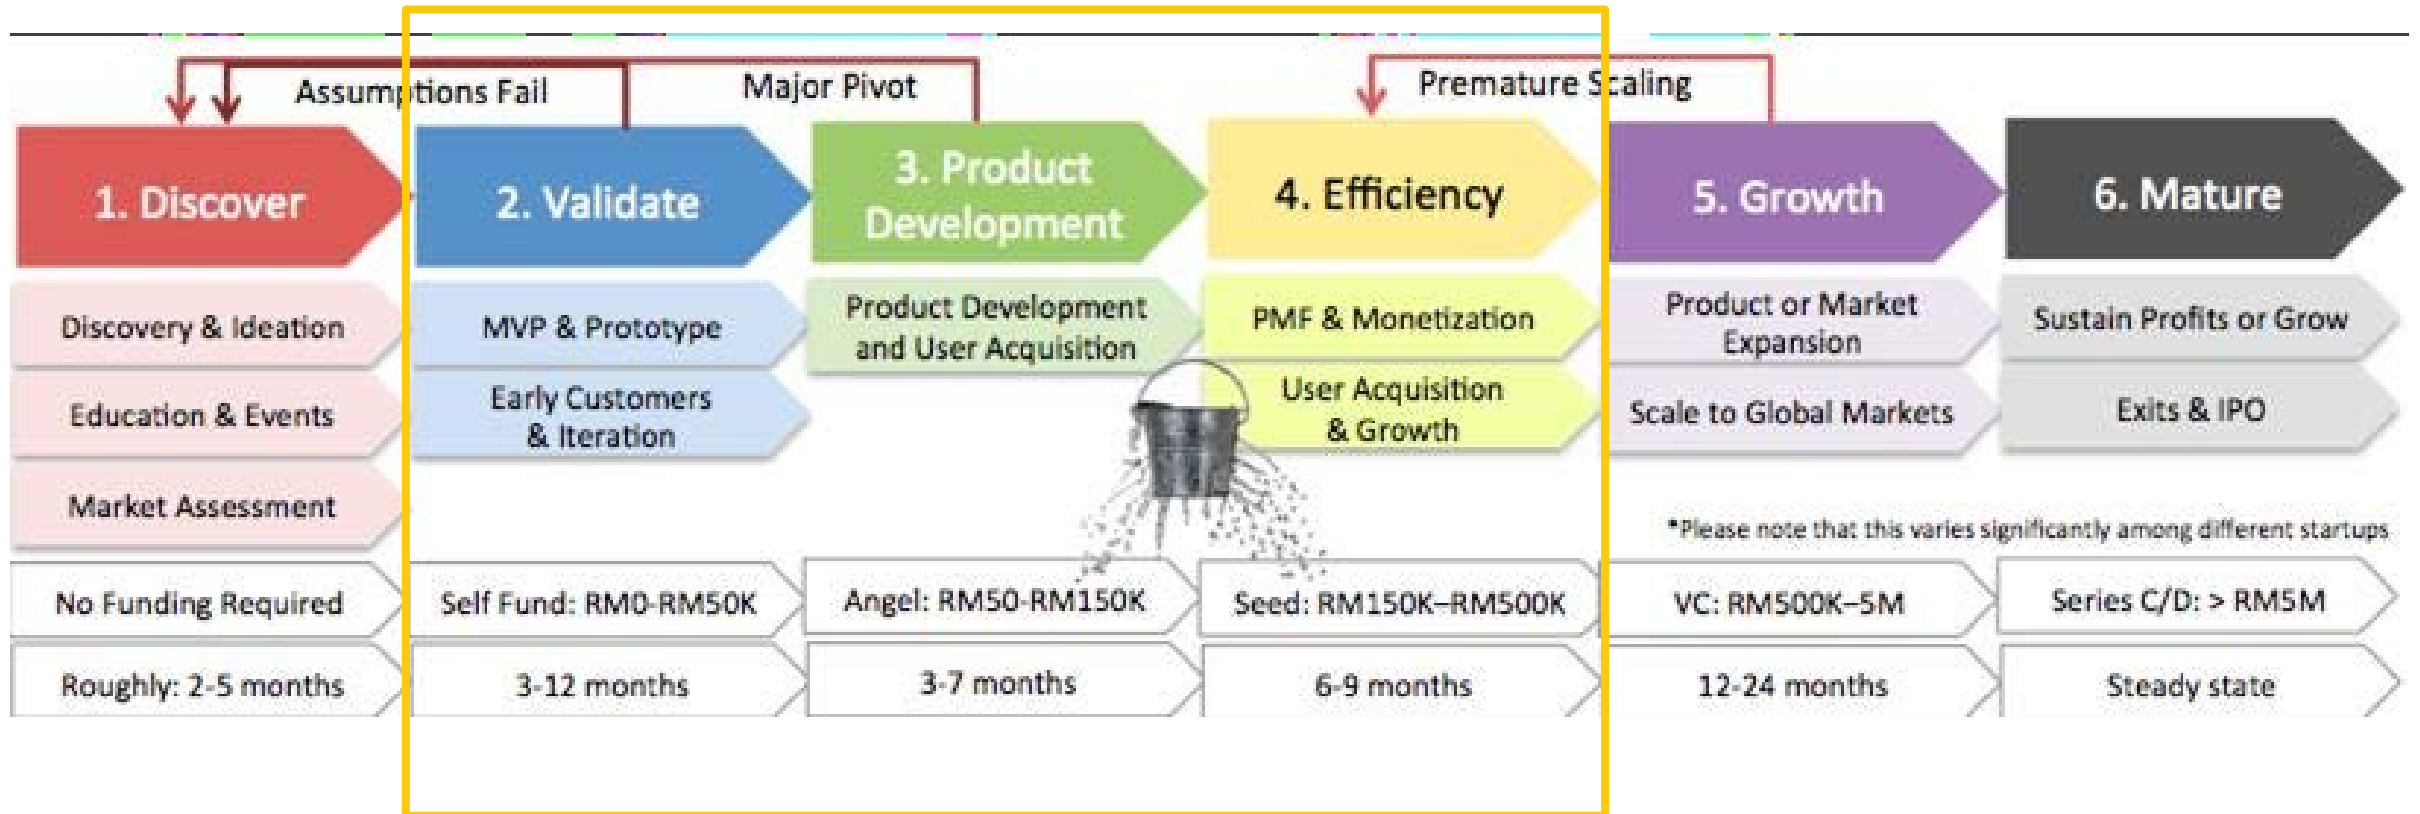 Assumptions Fail
Major Pivot
Premature Scaling
1. Discover
2. Validate
3. Product
Development
4. Efficiency
5. Growth
6. Mature
Discovery & Ideation
MVP & Prototype
Product Development
and User Acquisition
PMF & Monetization
Product or Market
Expansion
Sustain Profits or Grow
Education & Events
Early Customers
& Iteration
User Acquisition
& Growth
Scale to Global Markets
Exits & IPO
Market Assessment
*Please note that this varies significantly among different startups
No Funding Required
Self Fund: RM0-RM50K
Angel: RM50-RM150K
Seed: RM150K–RM500K
VC: RM500K–5M
Series C/D: > RM5M
Roughly: 2-5 months
3-12 months
3-7 months
6-9 months
12-24 months
Steady state